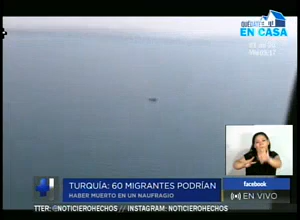 QUÉDATE
EN CASA
TURQUÍA: 60 MIGRANTES PODRÍAN
HABER MUERTO EN UN NAUFRAGIO
facebook
EN VIVO
TTER: @NOTICIEROHECHOS // INSTAGRAM: NOTICIEROHECHOS